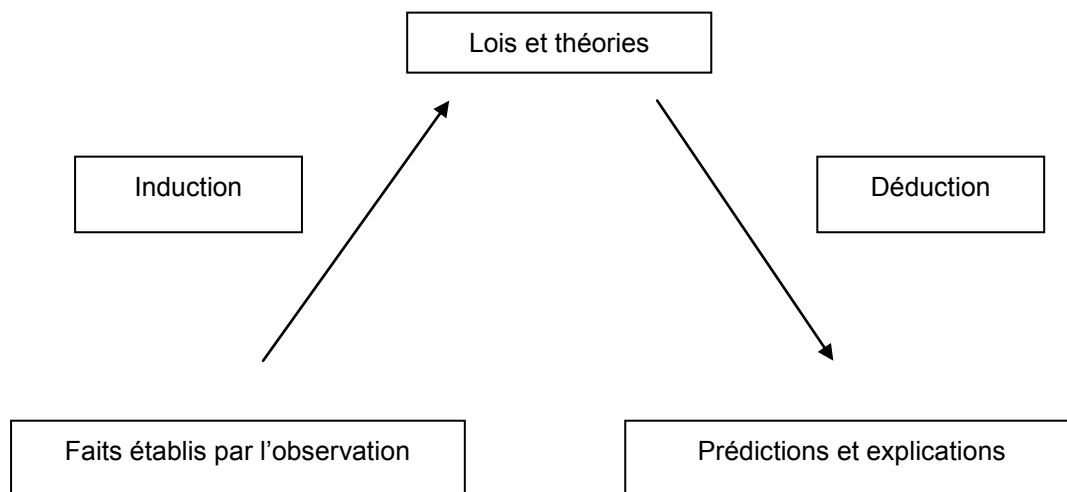 Lois et théories
Induction
Déduction
Faits établis par l’observation
Prédictions et explications